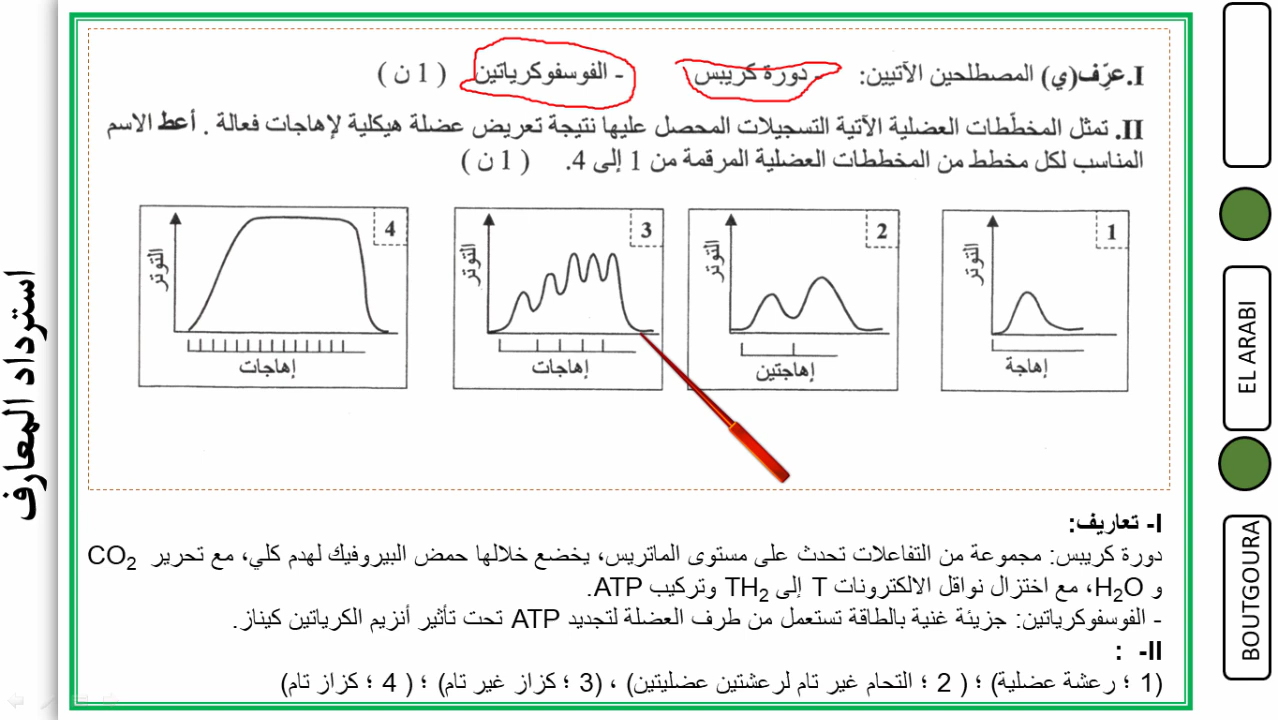 استرداد المعارف
I.عرِّف(ي) المصطلحين الآتيين: - دورة كريبس - الفوسفوكرياتين ( 1 ن )
II. تمثل المخطّطات العضلية الآتية التسجيلات المحصل عليها نتيجة تعريض عضلة هيكلية لإهاجات فعالة . أعط الاسم
المناسب لكل مخطط من المخططات العضلية المرقمة من 1 إلى 4. ( 1 ن )
1
التوتر
إهاجة
2
التوتر
إهاجتين
3
التوتر
إهاجات
4
التوتر
إهاجات
I- تعاريف:
دورة كريبس: مجموعة من التفاعلات تحدث على مستوى الماتريس، يخضع خلالها حمض البيروفيك لهدم كلي، مع تحرير CO2
و H2O، مع اختزال نواقل الالكترونات T إلى TH2 وتركيب ATP.
- الفوسفوكرياتين: جزيئة غنية بالطاقة تستعمل من طرف العضلة لتجديد ATP تحت تأثير أنزيم الكرياتين كيناز.
II- :
(1 ؛ رعشة عضلية) ؛ ( 2 ؛ التحام غير تام لرعشتين عضليتين) ، (3 ؛ كزاز غير تام) ؛ ( 4 ؛ كزاز تام)
EL ARABI
BOUTGOURA